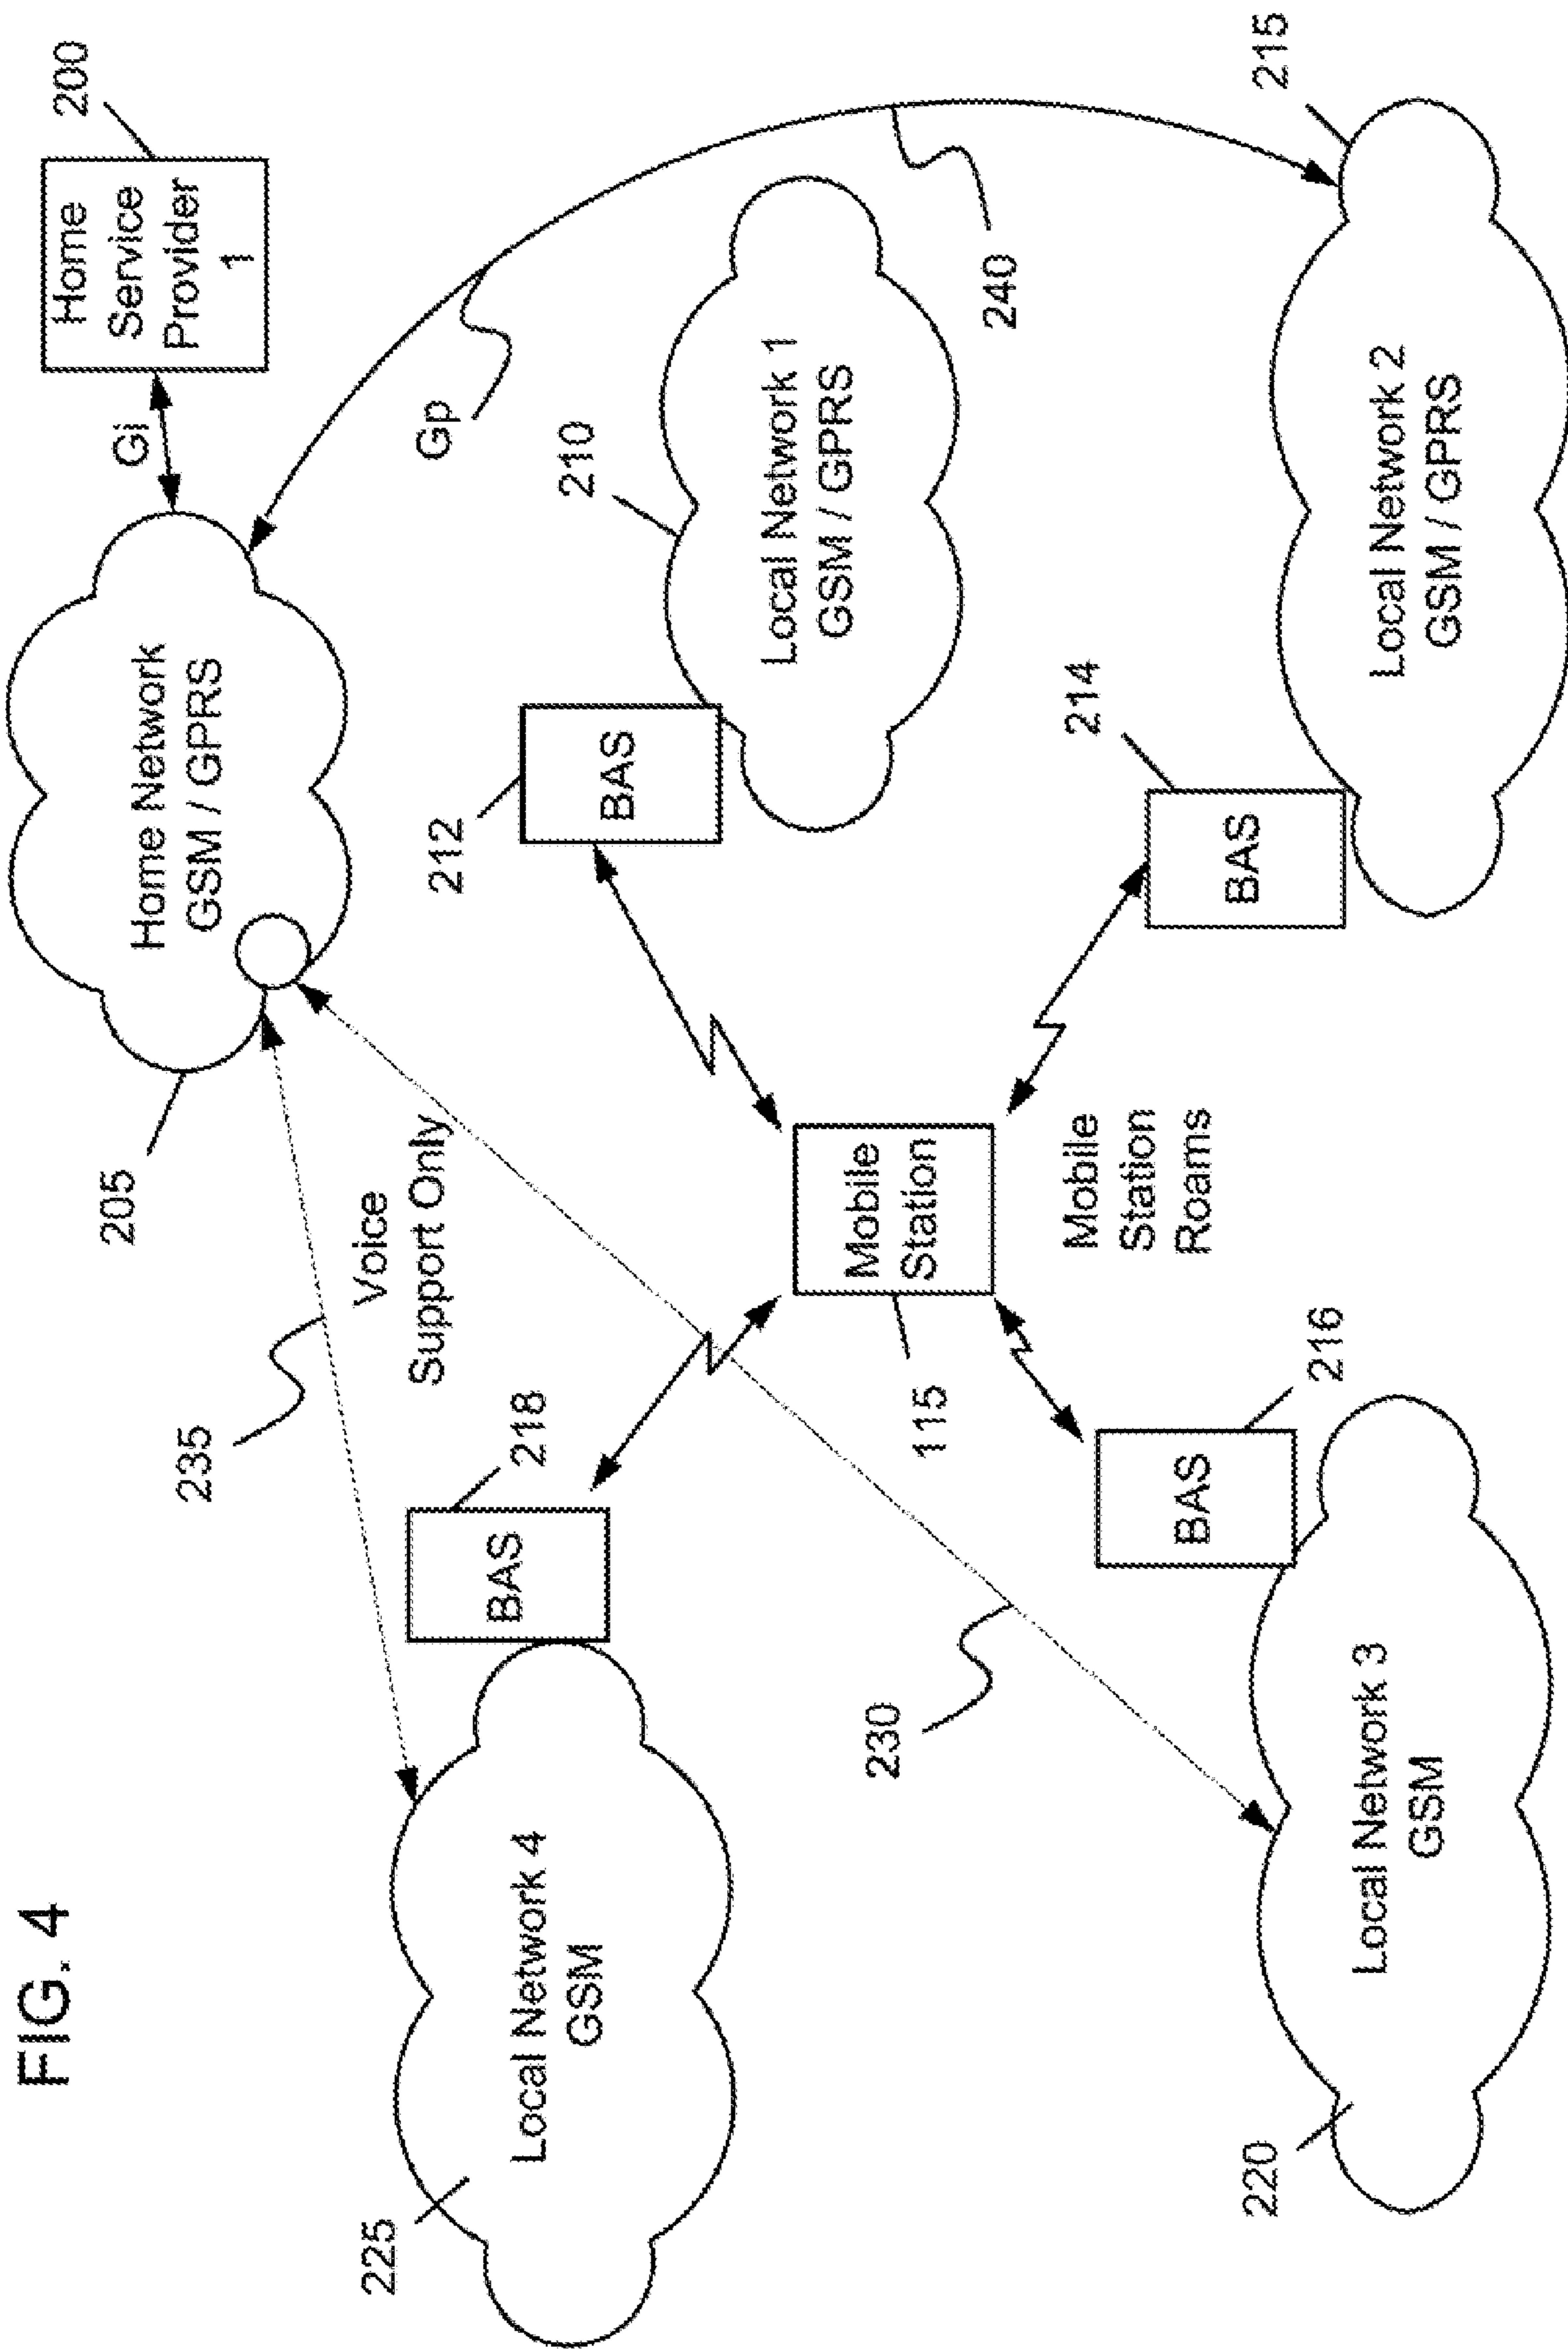 FIG. 4
Home
Service
Provider
1
200
Gi
Home Network
GSM / GPRS
205
Gp
240
235
Voice
Support Only
212
BAS
210
Local Network 1
GSM / GPRS
218
BAS
225
Local Network 4
GSM
Mobile
Station
115
Mobile
Station
Roams
230
214
BAS
215
Local Network 2
GSM / GPRS
216
BAS
220
Local Network 3
GSM